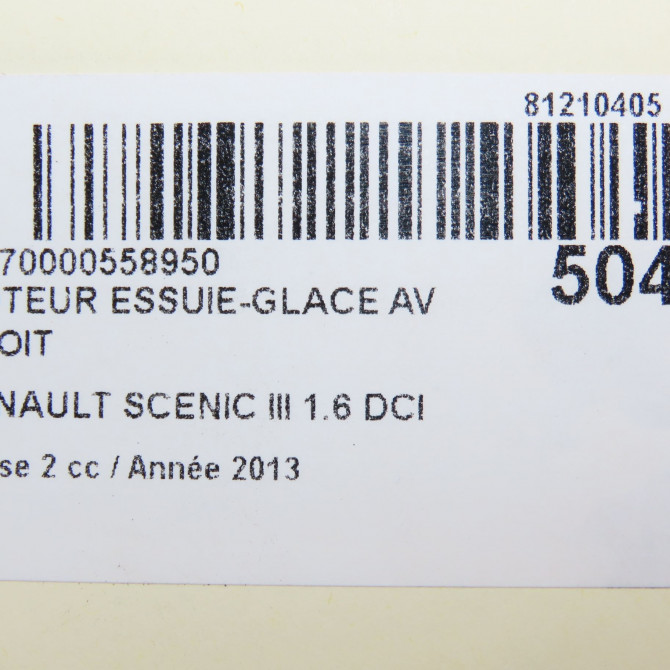 81210405
70000558950
504
TEUR ESSUIE-GLACE AV
OIT
NAULT SCENIC III 1.6 DCI
se 2 cc / Année 2013